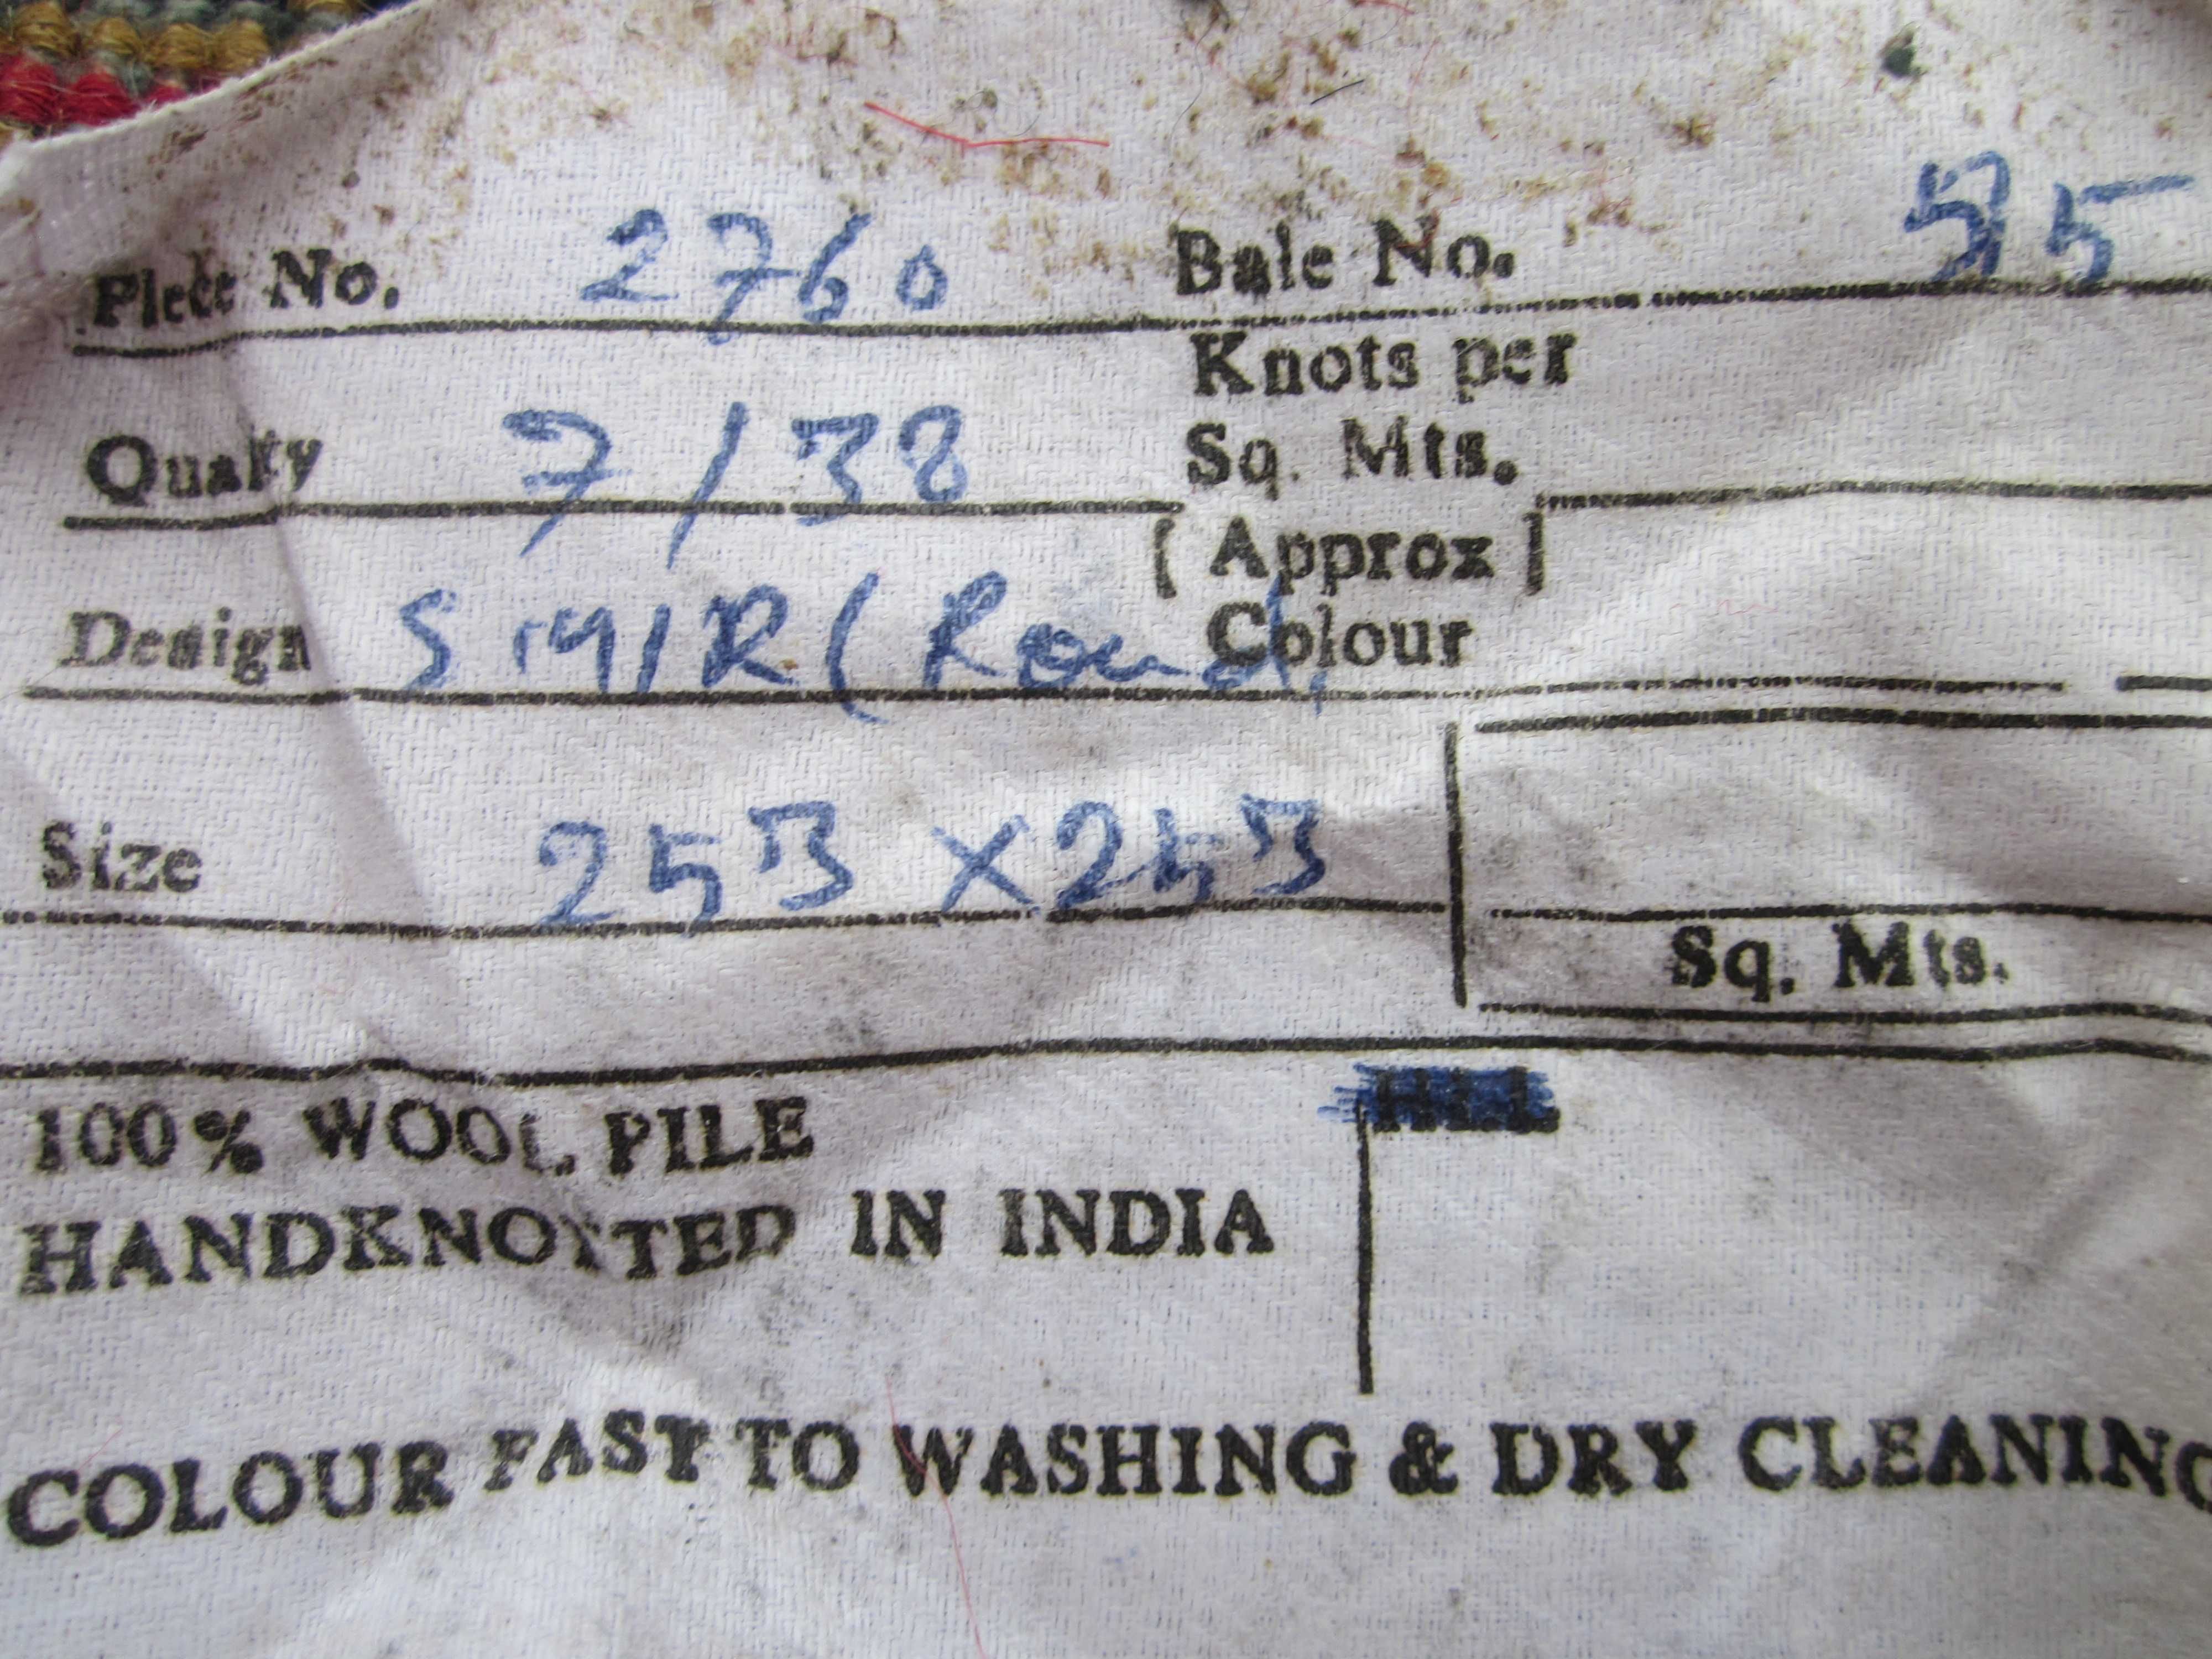 Piece No. 2760 Bale No.
Knots per
Quality 7/38 Sq. Mts.
[ Approx ]
Design SMIR (Round) Colour
Size 253 x 253
Sq. Mts.
100% WOOL PILE
HANDKNOTTED IN INDIA
COLOUR FAST TO WASHING & DRY CLEANING